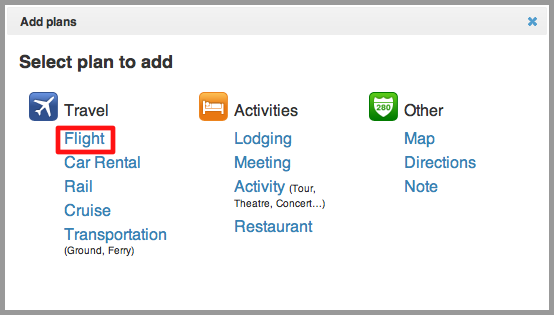 Add plans
Select plan to add
Travel
Flight
Car Rental
Rail
Cruise
Transportation
(Ground, Ferry)
Activities
Lodging
Meeting
Activity (Tour,
Theatre, Concert...)
Restaurant
280
Other
Map
Directions
Note